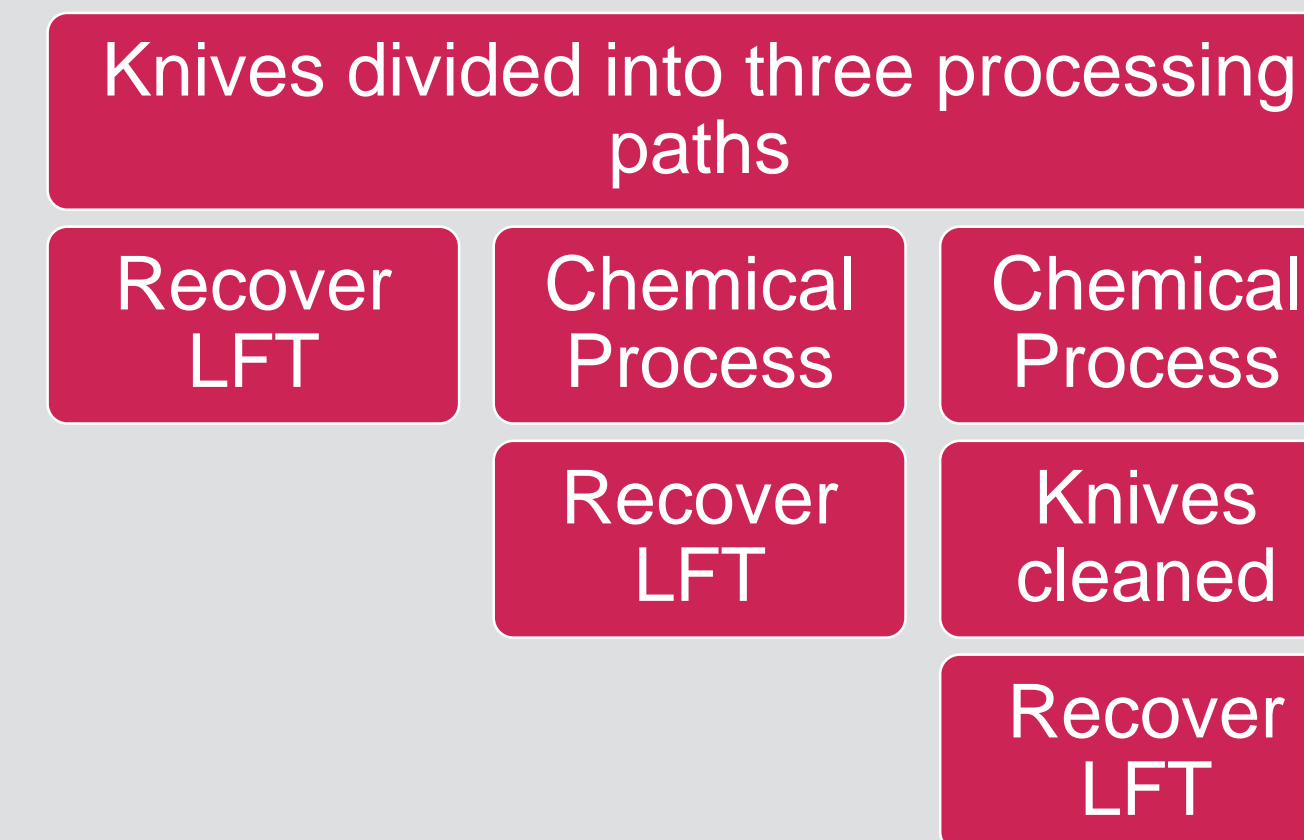 Knives divided into three processing
paths
Recover
LFT
Chemical
Process
Chemical
Process
Recover
LFT
Knives
cleaned
Recover
LFT